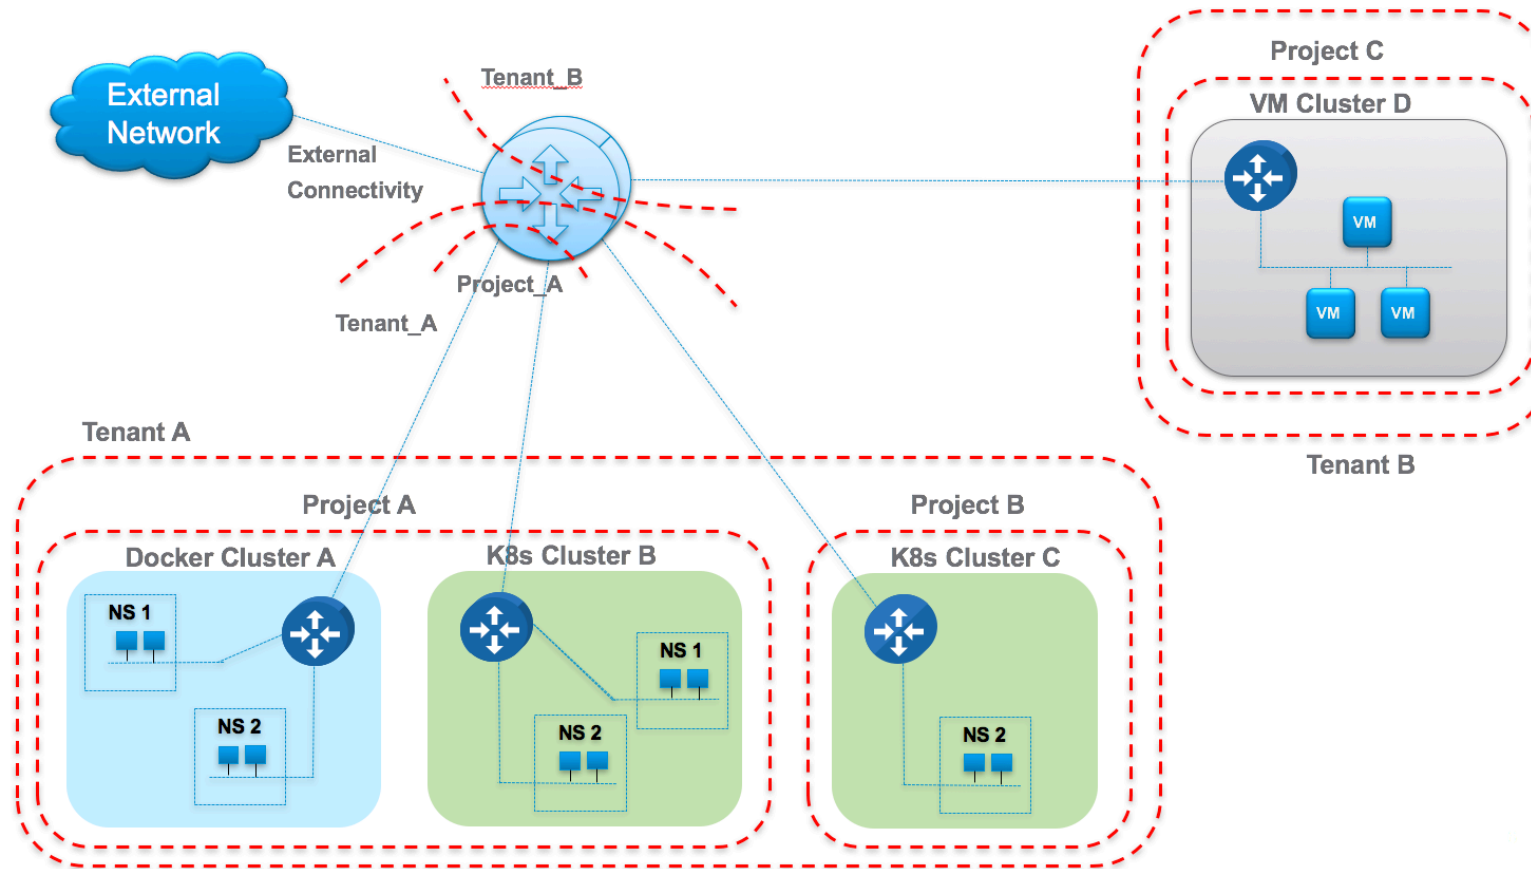 Project C
Tenant_B
External
Network
VM Cluster D
External
Connectivity
VM
Project_A
VM
VM
Tenant_A
Tenant A
Tenant B
Project A
Project B
Docker Cluster A
K8s Cluster B
K8s Cluster C
NS 1
NS 1
NS 2
NS 2
NS 2